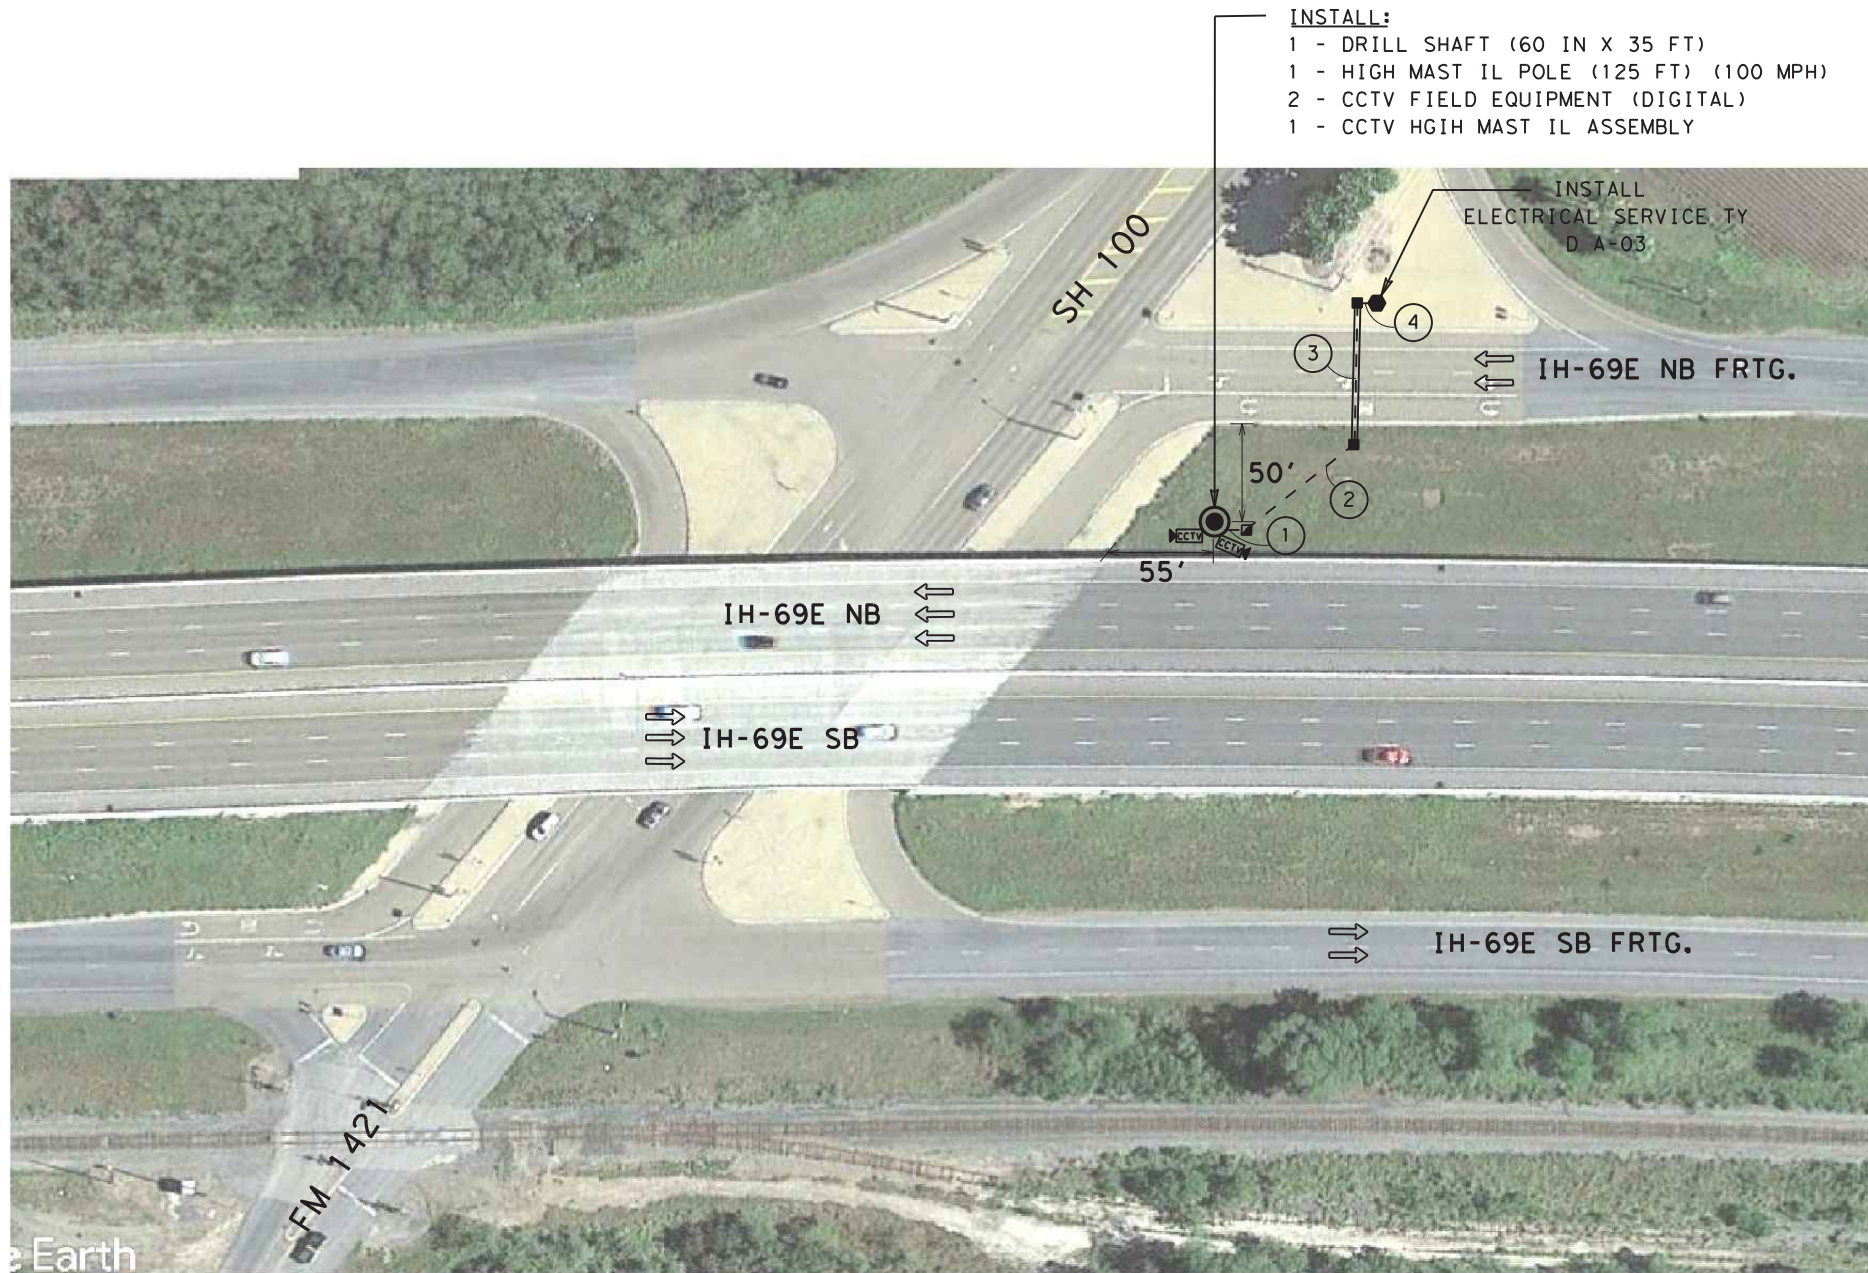 INSTALL:
1 - DRILL SHAFT (60 IN X 35 FT)
1 - HIGH MAST IL POLE (125 FT) (100 MPH)
2 - CCTV FIELD EQUIPMENT (DIGITAL)
1 - CCTV HGIH MAST IL ASSEMBLY
INSTALL
ELECTRICAL SERVICE TY
D A-03
SH 100
4
3
IH-69E NB FRTG.
50'
2
1
CCTV
CCTV
55'
IH-69E NB
IH-69E SB
IH-69E SB FRTG.
FM 1421
e Earth